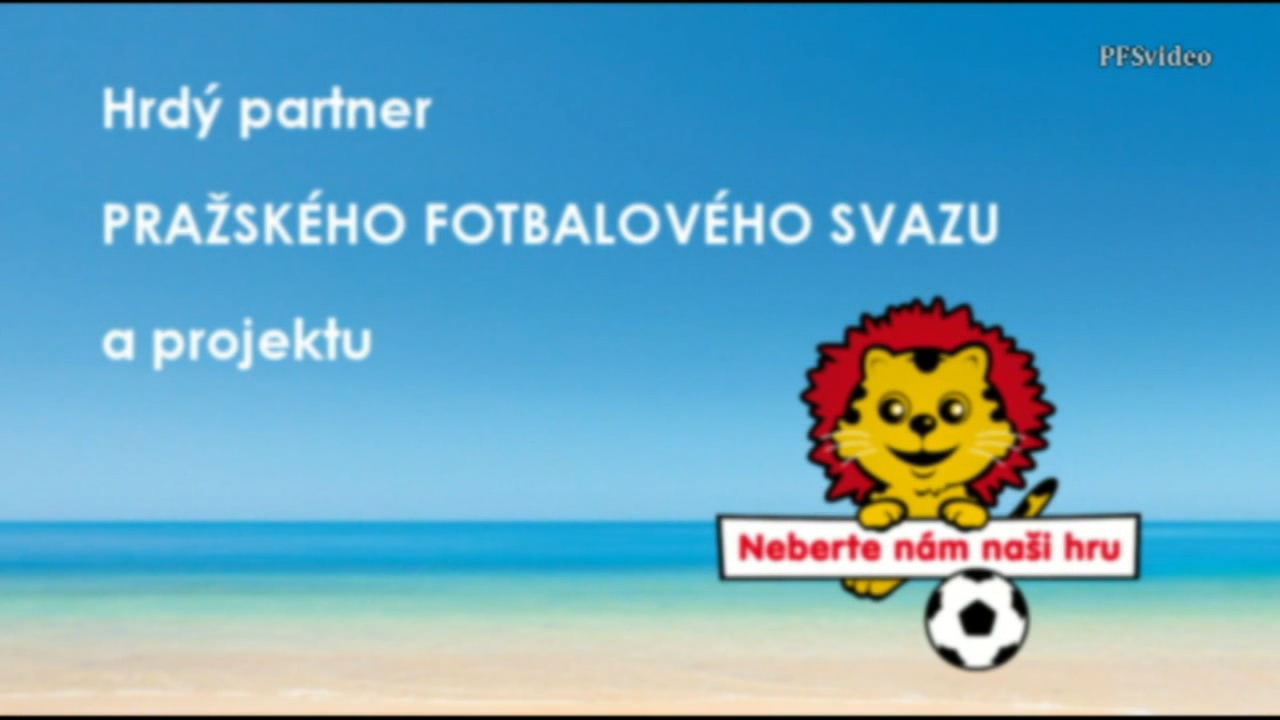 PFSvideo
Hrdý partner
PRAŽSKÉHO FOTBALOVÉHO SVAZU
a projektu
Neberte nám naši hru